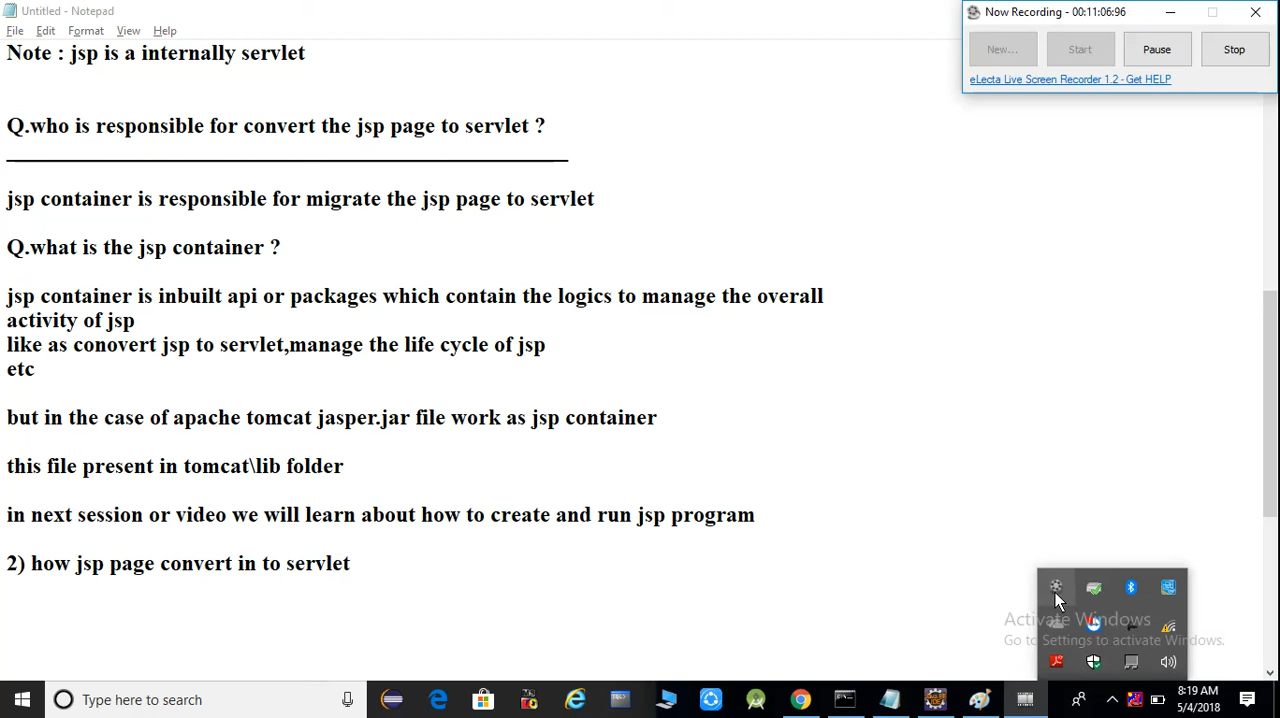 Untitled - Notepad
File Edit Format View Help
Note : jsp is a internally servlet
Q.who is responsible for convert the jsp page to servlet ?
jsp container is responsible for migrate the jsp page to servlet
Q.what is the jsp container ?
jsp container is inbuilt api or packages which contain the logics to manage the overall
activity of jsp
like as conovert jsp to servlet,manage the life cycle of jsp
etc
but in the case of apache tomcat jasper.jar file work as jsp container
this file present in tomcat\lib folder
in next session or video we will learn about how to create and run jsp program
2) how jsp page convert in to servlet
Now Recording - 00:11:06:96
New... Start Pause Stop
eLecta Live Screen Recorder 1.2 - Get HELP
Activate Windows
Go to Settings to activate Windows.
Type here to search
8:19 AM
5/4/2018